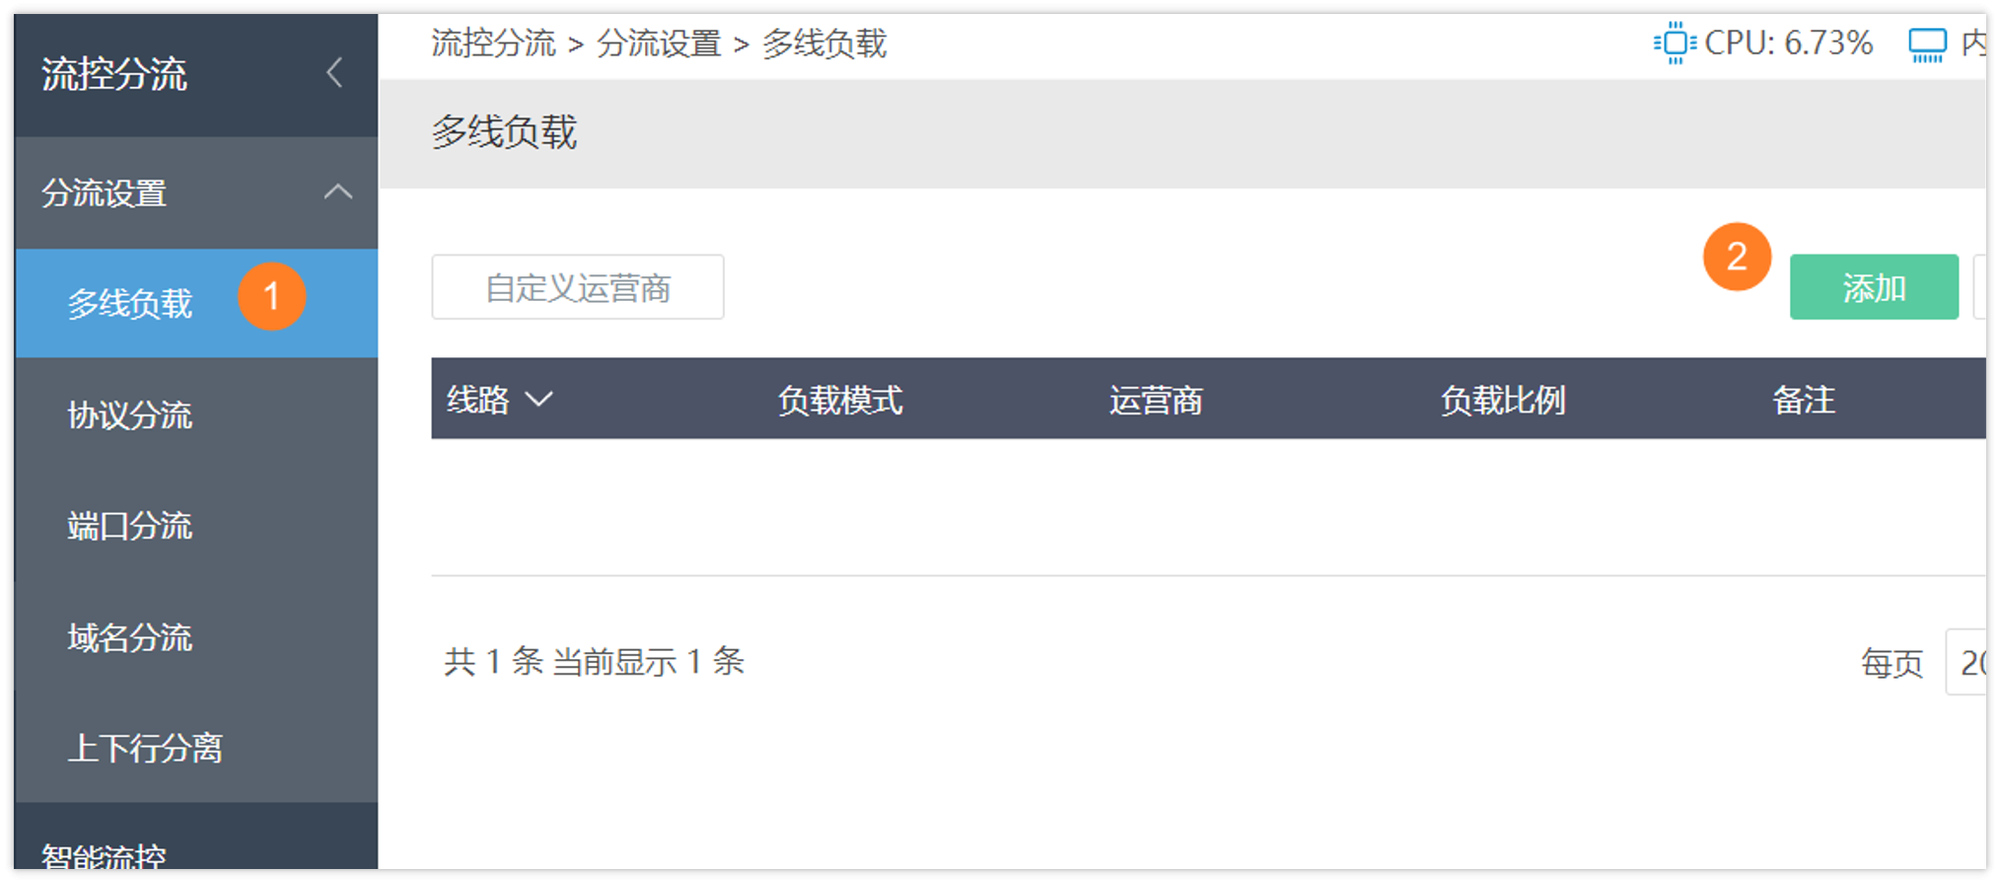 流控分流
流控分流 > 分流设置 > 多线负载
CPU: 6.73%
内
多线负载
分流设置
多线负载
1
协议分流
端口分流
域名分流
上下行分离
智能流控
自定义运营商
2
添加
线路 负载模式 运营商 负载比例 备注
共 1 条 当前显示 1 条
每页 20